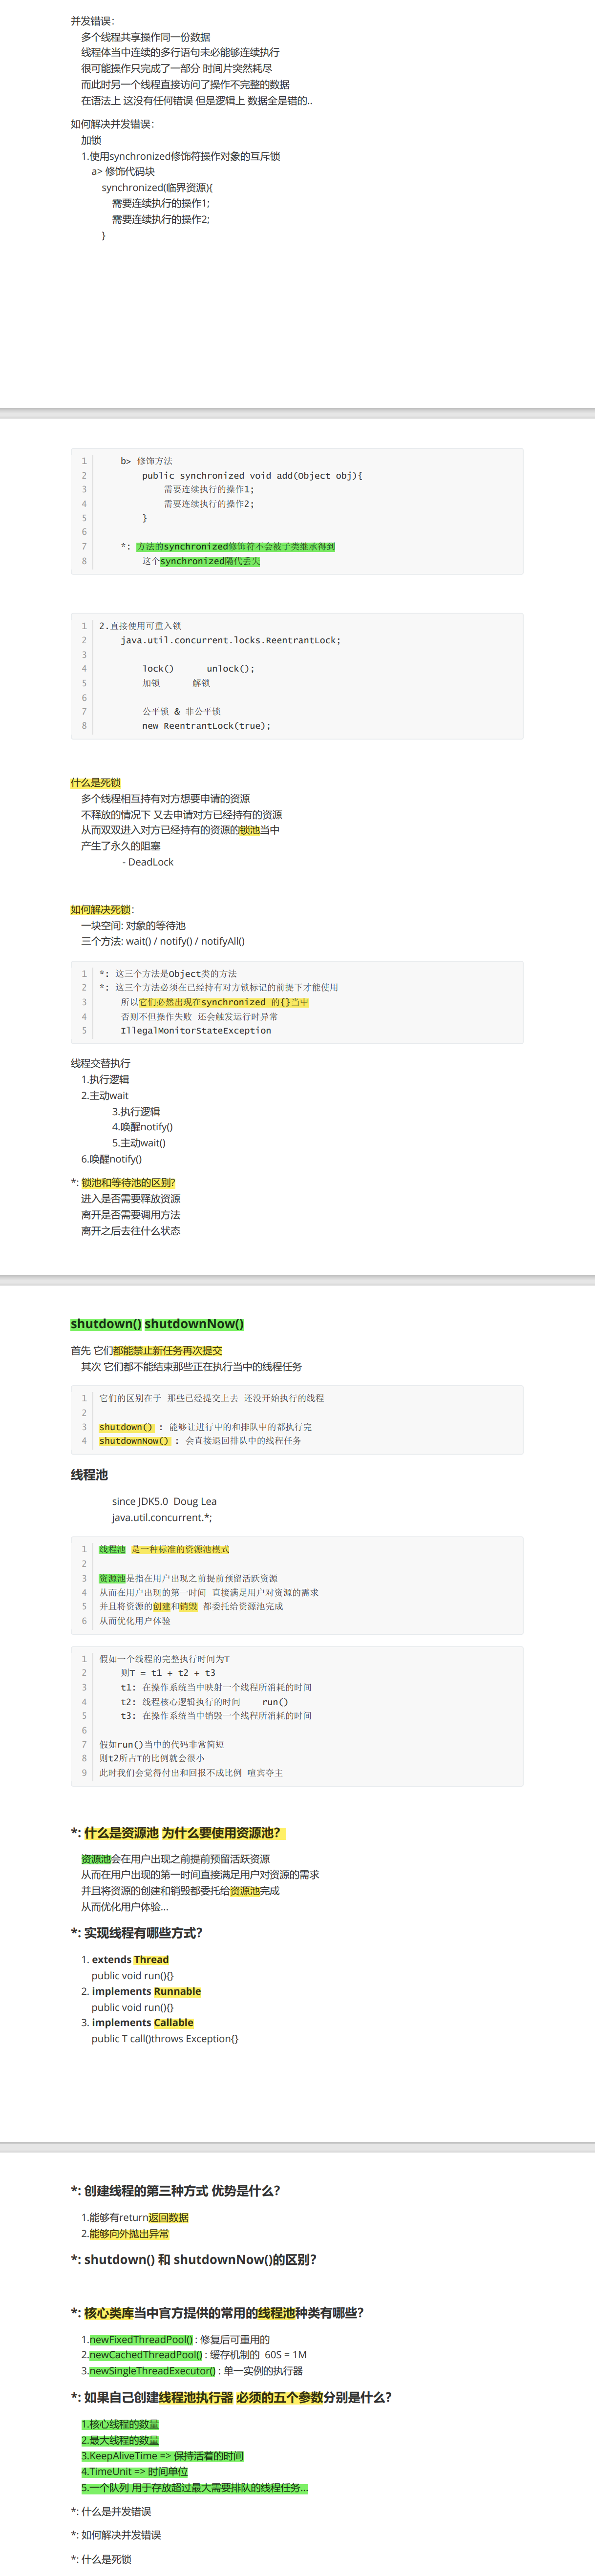 并发错误：
多个线程共享操作同一份数据
线程体当中连续的多行语句未必能够连续执行
很可能操作只完成了一部分 时间片突然耗尽
而此时另一个线程直接访问了操作不完整的数据
在语法上 这没有任何错误 但是逻辑上 数据全是错的..
如何解决并发错误：
加锁
1.使用synchronized修饰符操作对象的互斥锁
a> 修饰代码块
synchronized(临界资源){
需要连续执行的操作1;
需要连续执行的操作2;
}
1 b> 修饰方法
2 public synchronized void add(Object obj){
3 需要连续执行的操作1;
4 需要连续执行的操作2;
5 }
6
7 *: 方法的synchronized修饰符不会被子类继承得到
8 这个synchronized隔代丢失
1 2.直接使用可重入锁
2 java.util.concurrent.locks.ReentrantLock;
3
4 lock() unlock();
5 加锁 解锁
6
7 公平锁 & 非公平锁
8 new ReentrantLock(true);
什么是死锁
多个线程相互持有对方想要申请的资源
不释放的情况下 又去申请对方已经持有的资源
从而双双进入对方已经持有的资源的锁池当中
产生了永久的阻塞
- DeadLock
如何解决死锁：
一块空间: 对象的等待池
三个方法: wait() / notify() / notifyAll()
1 *: 这三个方法是Object类的方法
2 *: 这三个方法必须在已经持有对方锁标记的前提下才能使用
3 所以它们必然出现在synchronized 的{}当中
4 否则不但操作失败 还会触发运行时异常
5 IllegalMonitorStateException
线程交替执行
1.执行逻辑
2.主动wait
3.执行逻辑
4.唤醒notify()
5.主动wait()
6.唤醒notify()
*: 锁池和等待池的区别?
进入是否需要释放资源
离开是否需要调用方法
离开之后去往什么状态
shutdown() shutdownNow()
首先 它们都能禁止新任务再次提交
其次 它们都不能结束那些正在执行当中的线程任务
1 它们的区别在于 那些已经提交上去 还没开始执行的线程
2
3 shutdown() : 能够让进行中的和排队中的都执行完
4 shutdownNow() : 会直接退回排队中的线程任务
线程池
since JDK5.0 Doug Lea
java.util.concurrent.*;
1 线程池 是一种标准的资源池模式
2
3 资源池是指在用户出现之前提前预留活跃资源
4 从而在用户出现的第一时间 直接满足用户对资源的需求
5 并且将资源的创建和销毁 都委托给资源池完成
6 从而优化用户体验
1 假如一个线程的完整执行时间为T
2 则T = t1 + t2 + t3
3 t1: 在操作系统当中映射一个线程所消耗的时间
4 t2: 线程核心逻辑执行的时间 run()
5 t3: 在操作系统当中销毁一个线程所消耗的时间
6
7 假如run()当中的代码非常简短
8 则t2所占T的比例就会很小
9 此时我们会觉得付出和回报不成比例 喧宾夺主
*: 什么是资源池 为什么要使用资源池?
资源池会在用户出现之前提前预留活跃资源
从而在用户出现的第一时间直接满足用户对资源的需求
并且将资源的创建和销毁都委托给资源池完成
从而优化用户体验...
*: 实现线程有哪些方式?
1. extends Thread
public void run(){}
2. implements Runnable
public void run(){}
3. implements Callable
public T call()throws Exception{}
*: 创建线程的第三种方式 优势是什么?
1.能够有return返回数据
2.能够向外抛出异常
*: shutdown() 和 shutdownNow()的区别?
*: 核心类库当中官方提供的常用的线程池种类有哪些?
1.newFixedThreadPool() : 修复后可重用的
2.newCachedThreadPool() : 缓存机制的 60S = 1M
3.newSingleThreadExecutor() : 单一实例的执行器
*: 如果自己创建线程池执行器 必须的五个参数分别是什么?
1.核心线程的数量
2.最大线程的数量
3.KeepAliveTime => 保持活着的时间
4.TimeUnit => 时间单位
5.一个队列 用于存放超过最大需要排队的线程任务...
*: 什么是并发错误
*: 如何解决并发错误
*: 什么是死锁